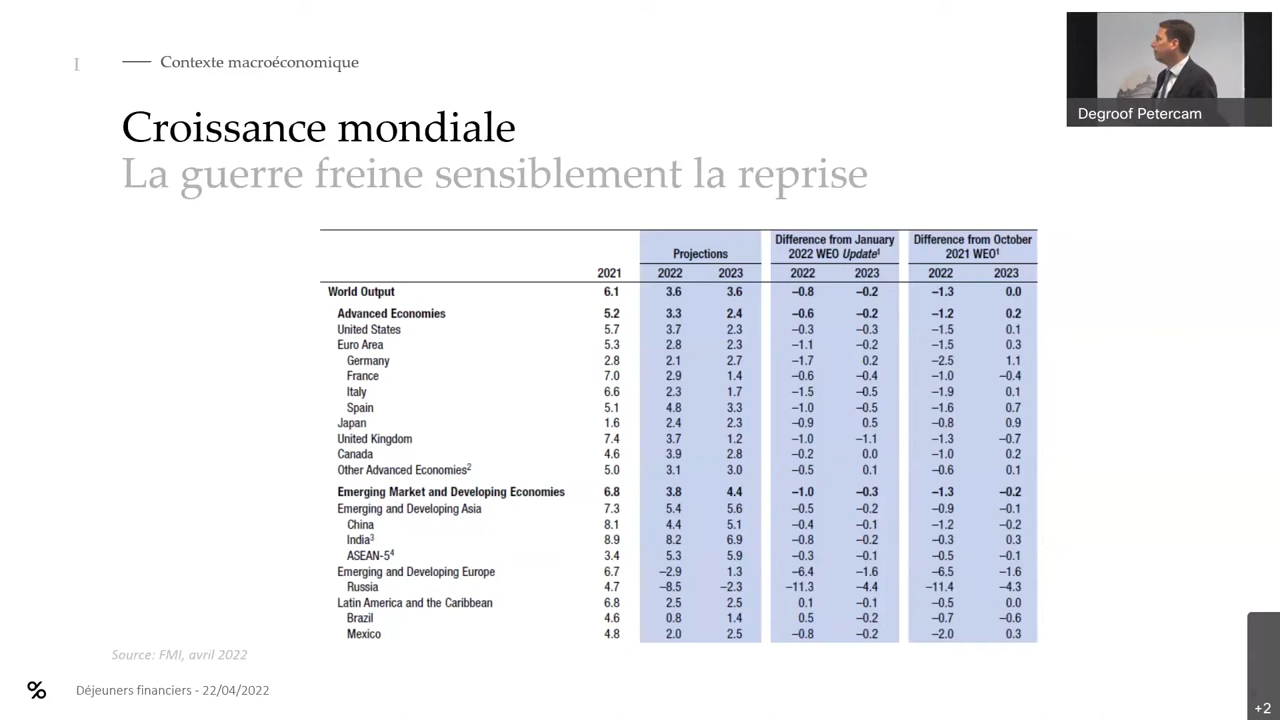 I
Contexte macroéconomique
Degroof Petercam
Croissance mondiale
La guerre freine sensiblement la reprise
Projections Difference from January 2022 WEO Update1 Difference from October 2021 WEO1
2021 2022 2023 2022 2023 2022 2023
World Output 6.1 3.6 3.6 –0.8 –0.2 –1.3 0.0
Advanced Economies 5.2 3.3 2.4 –0.6 –0.2 –1.2 0.2
United States 5.7 3.7 2.3 –0.3 –0.3 –1.5 0.1
Euro Area 5.3 2.8 2.3 –1.1 –0.2 –1.5 0.3
Germany 2.8 2.1 2.7 –1.7 0.2 –2.5 1.1
France 7.0 2.9 1.4 –0.6 –0.4 –1.0 –0.4
Italy 6.6 2.3 1.7 –1.5 –0.5 –1.9 0.1
Spain 5.1 4.8 3.3 –1.0 –0.5 –1.6 0.7
Japan 1.6 2.4 2.3 –0.9 0.5 –0.8 0.9
United Kingdom 7.4 3.7 1.2 –1.0 –1.1 –1.3 –0.7
Canada 4.6 3.9 2.8 –0.2 0.0 –1.0 0.2
Other Advanced Economies2 5.0 3.1 3.0 –0.5 0.1 –0.6 0.1
Emerging Market and Developing Economies 6.8 3.8 4.4 –1.0 –0.3 –1.3 –0.2
Emerging and Developing Asia 7.3 5.4 5.6 –0.5 –0.2 –0.9 –0.1
China 8.1 4.4 5.1 –0.4 –0.1 –1.2 –0.2
India3 8.9 8.2 6.9 –0.8 –0.2 –0.3 0.3
ASEAN-54 3.4 5.3 5.9 –0.3 –0.1 –0.5 –0.1
Emerging and Developing Europe 6.7 –2.9 1.3 –6.4 –1.6 –6.5 –1.6
Russia 4.7 –8.5 –2.3 –11.3 –4.4 –11.4 –4.3
Latin America and the Caribbean 6.8 2.5 2.5 0.1 –0.1 –0.5 0.0
Brazil 4.6 0.8 1.4 0.5 –0.2 –0.7 –0.6
Mexico 4.8 2.0 2.5 –0.8 –0.2 –2.0 0.3
Source: FMI, avril 2022
Déjeuners financiers - 22/04/2022
+2